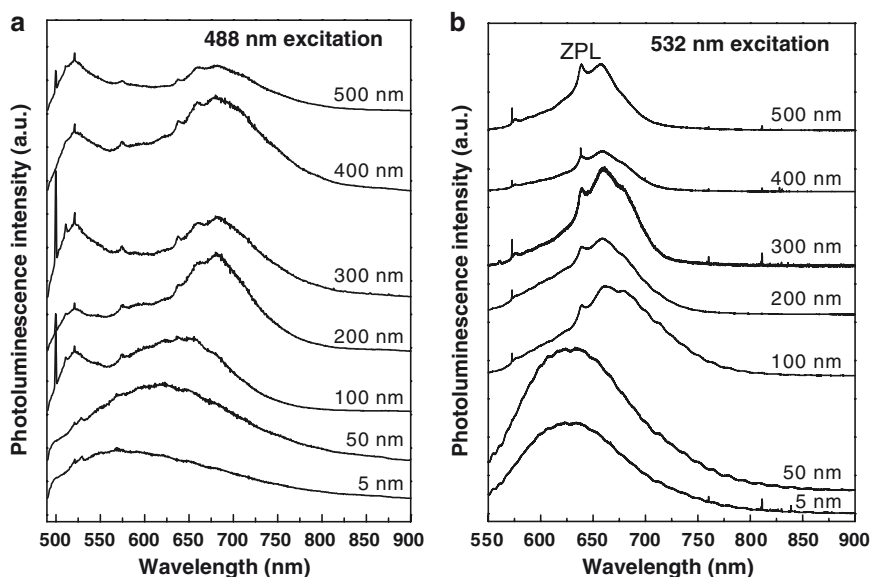 a
488 nm excitation
500 nm
400 nm
300 nm
200 nm
100 nm
50 nm
5 nm
Photoluminescence intensity (a.u.)
500 550 600 650 700 750 800 850 900
Wavelength (nm)
b
532 nm excitation
ZPL
500 nm
400 nm
300 nm
200 nm
100 nm
50 nm
5 nm
Photoluminescence intensity (a.u.)
550 600 650 700 750 800 850 900
Wavelength (nm)